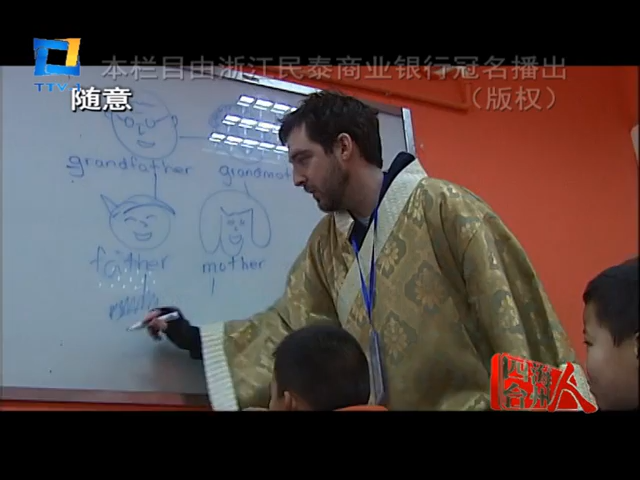 TTV-1
本栏目由浙江民泰商业银行冠名播出
随意
（版权）
grandfather
grandmot
father
mother